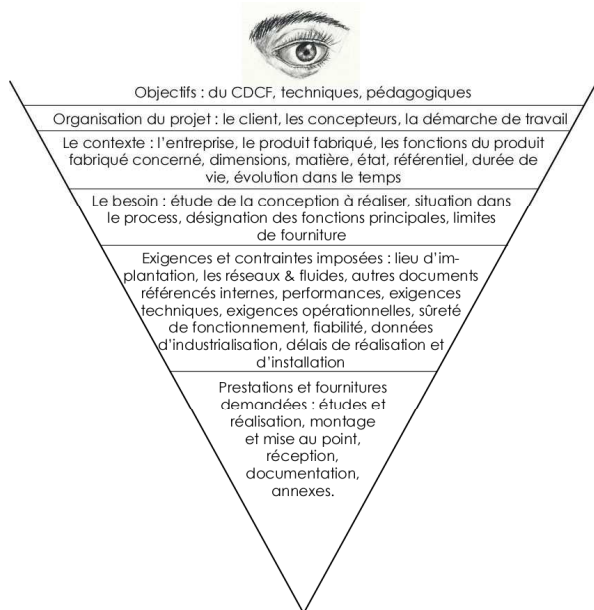 Objectifs : du CDCF, techniques, pédagogiques
Organisation du projet : le client, les concepteurs, la démarche de travail
Le contexte : l'entreprise, le produit fabriqué, les fonctions du produit
fabriqué concerné, dimensions, matière, état, référentiel, durée de
vie, évolution dans le temps
Le besoin : étude de la conception à réaliser, situation dans
le process, désignation des fonctions principales, limites
de fourniture
Exigences et contraintes imposées : lieu d'im-
plantation, les réseaux & fluides, autres documents
référencés internes, performances, exigences
techniques, exigences opérationnelles, sûreté
de fonctionnement, fiabilité, données
d'industrialisation, délais de réalisation et
d'installation
Prestations et fournitures
demandées : études et
réalisation, montage
et mise au point,
réception,
documentation,
annexes.